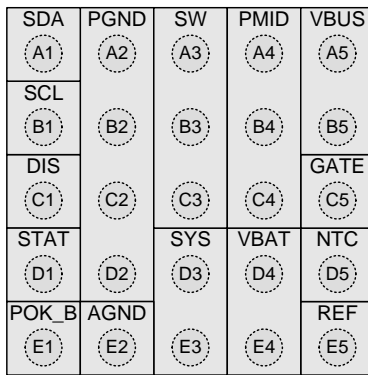 SDA PGND SW PMID VBUS
A1 A2 A3 A4 A5
SCL
B1 B2 B3 B4 B5
DIS GATE
C1 C2 C3 C4 C5
STAT SYS VBAT NTC
D1 D2 D3 D4 D5
POK_B AGND REF
E1 E2 E3 E4 E5